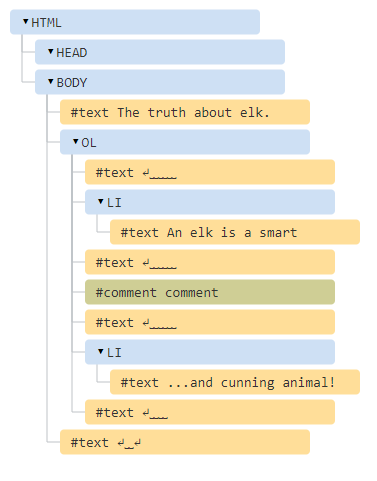 ▾HTML
▾HEAD
▾BODY
#text The truth about elk.
▾OL
#text ↵␣␣␣␣␣␣
▾LI
#text An elk is a smart
#text ↵␣␣␣␣␣
#comment comment
#text ↵␣␣␣␣␣␣
▾LI
#text ...and cunning animal!
#text ↵␣␣␣␣
#text ↵␣␣↵